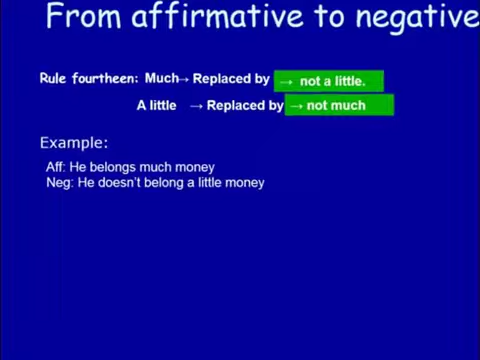 From affirmative to negative
Rule fourteen: Much→ Replaced by → not a little.
A little → Replaced by → not much
Example:
Aff: He belongs much money
Neg: He doesn't belong a little money